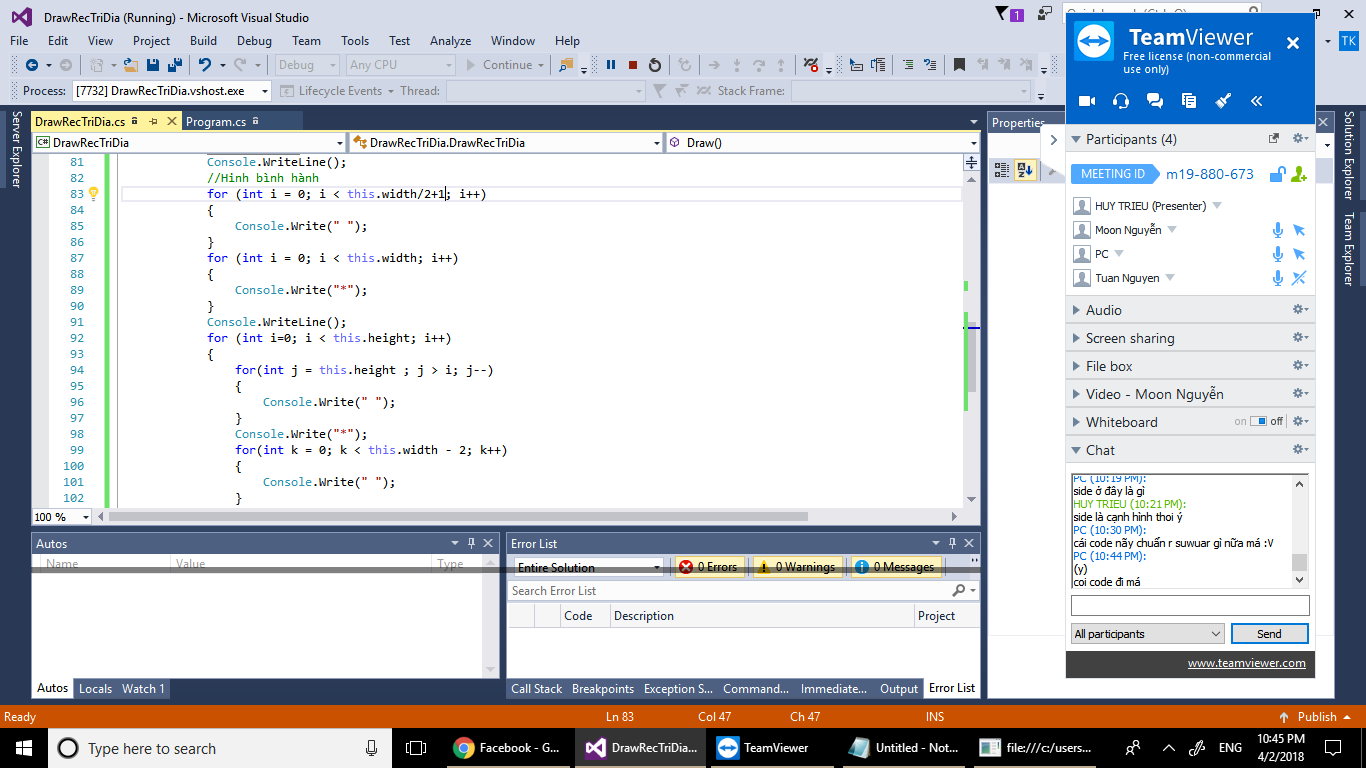 DrawRecTriDia (Running) - Microsoft Visual Studio
1
File Edit View Project Build Debug Team Tools Test Analyze Window Help
TK
Debug Any CPU Continue
Process: [7732] DrawRecTriDia.vshost.exe Lifecycle Events Thread: Stack Frame:
Server Explorer
DrawRecTriDia.cs Program.cs
DrawRecTriDia DrawRecTriDia.DrawRecTriDia Draw()
81 Console.WriteLine();
82 //Hình bình hành
83 for (int i = 0; i < this.width/2+1; i++)
84 {
85 Console.Write(" ");
86 }
87 for (int i = 0; i < this.width; i++)
88 {
89 Console.Write("*");
90 }
91 Console.WriteLine();
92 for (int i=0; i < this.height; i++)
93 {
94 for(int j = this.height ; j > i; j--)
95 {
96 Console.Write(" ");
97 }
98 Console.Write("*");
99 for(int k = 0; k < this.width - 2; k++)
100 {
101 Console.Write(" ");
102 }
100 %
Autos
Name Value Type
Autos Locals Watch 1
Error List
Entire Solution 0 Errors 0 Warnings 0 Messages
Search Error List
Code Description Project
Call Stack Breakpoints Exception S... Command... Immediate... Output Error List
Properties
Solution Explorer
Team Explorer
TeamViewer
Free license (non-commercial
use only)
Participants (4)
MEETING ID m19-880-673
HUY TRIEU (Presenter)
Moon Nguyễn
PC
Tuan Nguyen
Audio
Screen sharing
File box
Video - Moon Nguyễn
Whiteboard on off
Chat
PC (10:19 PM):
side ở đây là gì
HUY TRIEU (10:21 PM):
side là cạnh hình thoi ý
PC (10:30 PM):
cái code nãy chuẩn r suwuar gì nữa má :V
PC (10:44 PM):
(y)
coi code đi má
All participants Send
www.teamviewer.com
Ready Ln 83 Col 47 Ch 47 INS Publish
Type here to search
Facebook - G... DrawRecTriDia... TeamViewer Untitled - Not... file:///c:/users...
ENG
10:45 PM
4/2/2018